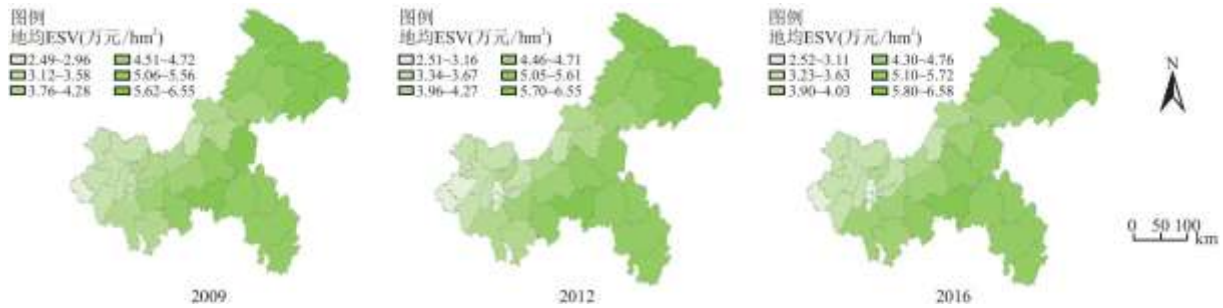 图例
地均ESV(万元/hm²)
2.49~2.96 4.51~4.72
3.12~3.58 5.06~5.56
3.76~4.28 5.62~6.55
2009
图例
地均ESV(万元/hm²)
2.51~3.16 4.46~4.71
3.34~3.67 5.05~5.61
3.96~4.27 5.70~6.55
2012
图例
地均ESV(万元/hm²)
2.52~3.11 4.30~4.76
3.23~3.63 5.10~5.72
3.90~4.03 5.80~6.58
2016
N
0 50 100
km